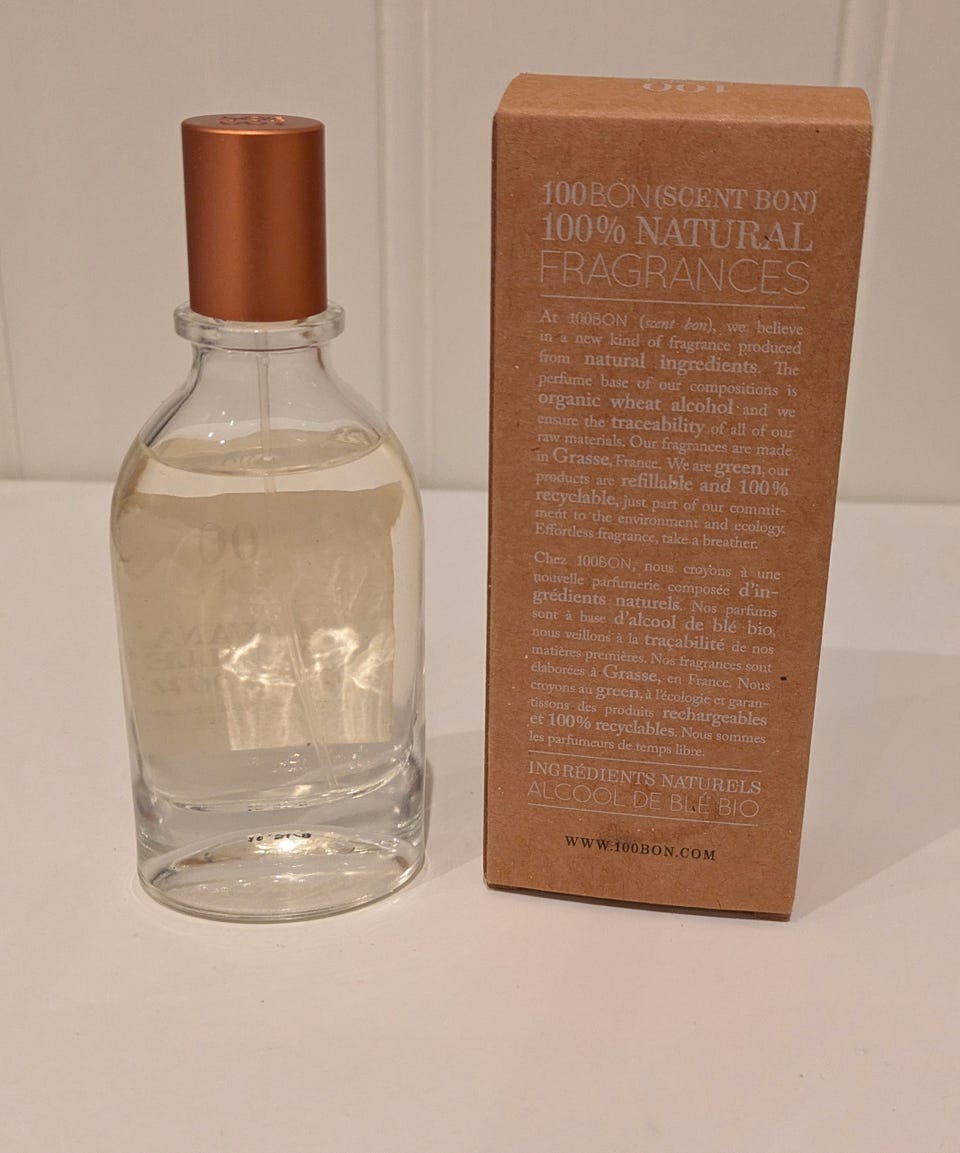 100
100BON (SCENT BON)
100% NATURAL
FRAGRANCES
At 100BON (scent bon), we believe
in a new kind of fragrance produced
from natural ingredients. The
perfume base of our compositions is
organic wheat alcohol and we
ensure the traceability of all of our
raw materials. Our fragrances are made
in Grasse, France. We are green, our
products are refillable and 100%
recyclable, just part of our commit-
ment to the environment and ecology.
Effortless fragrance, take a breather.
Chez 100BON, nous croyons à une
nouvelle parfumerie composée d'in-
grédients naturels. Nos parfums
sont à base d'alcool de blé bio,
nous veillons à la traçabilité de nos
matières premières. Nos fragrances sont
élaborées à Grasse, en France. Nous
croyons au green, à l'écologie et garan-
tissons des produits rechargeables
et 100% recyclables. Nous sommes
les parfumeurs de temps libre.
INGRÉDIENTS NATURELS
ALCOOL DE BLÉ BIO
WWW.100BON.COM